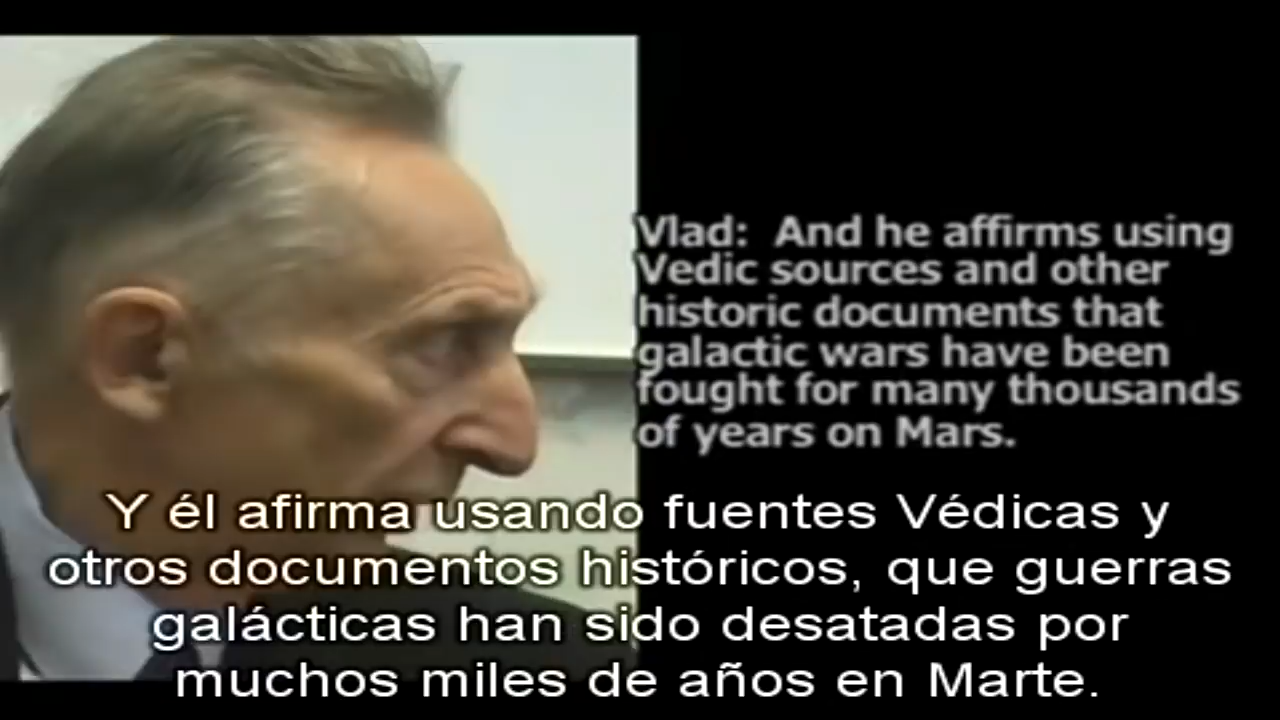 Vlad:  And he affirms using
Vedic sources and other
historic documents that
galactic wars have been
fought for many thousands
of years on Mars.
Y él afirma usando fuentes Védicas y
otros documentos históricos, que guerras
galácticas han sido desatadas por
muchos miles de años en Marte.